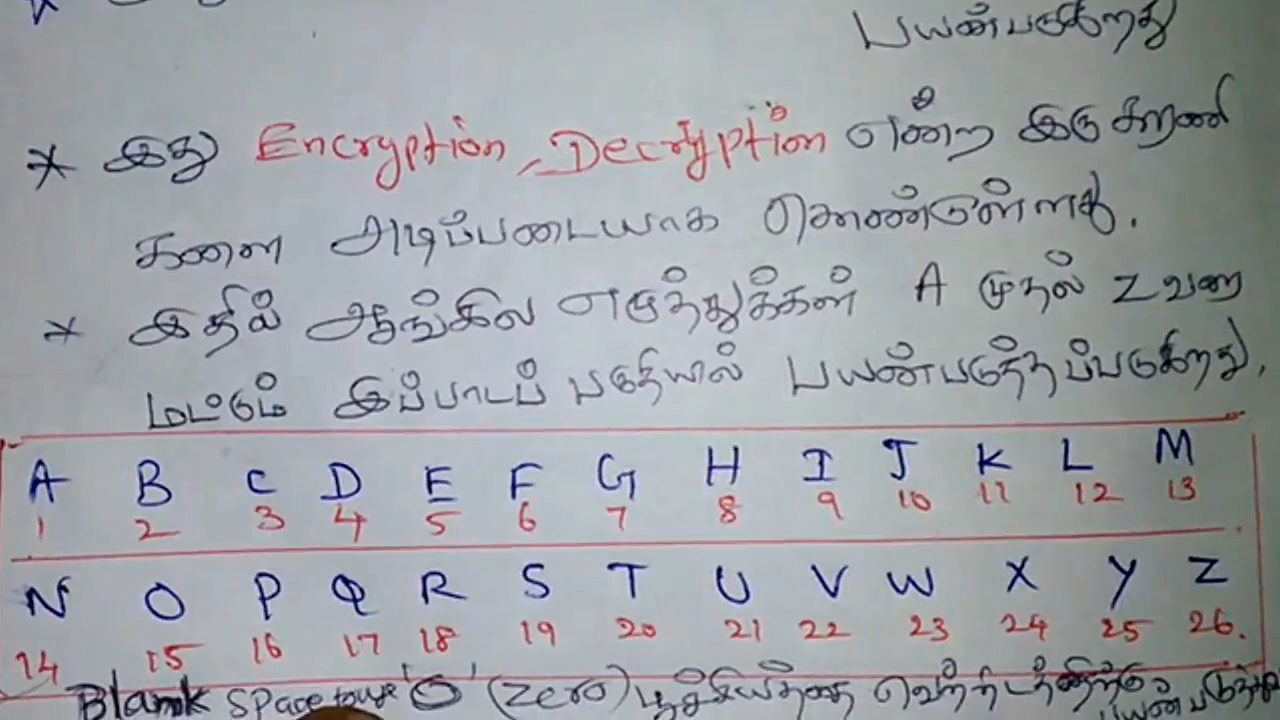 பயன்படுகிறது
* இது Encryption, Decryption என்ற இரு காரணி
களை அடிப்படையாக கொண்டுள்ளது.
* இதில் ஆங்கில எழுத்துக்கள் A முதல் Z வரை
மட்டும் இப்பாடப் பகுதியில் பயன்படுத்தப்படுகிறது.
A B C D E F G H I J K L M
1 2 3 4 5 6 7 8 9 10 11 12 13
N O P Q R S T U V W X Y Z
14 15 16 17 18 19 20 21 22 23 24 25 26.
Blank Space '0' (zero) பூச்சியத்தை வெற்றிடத்திற்கு